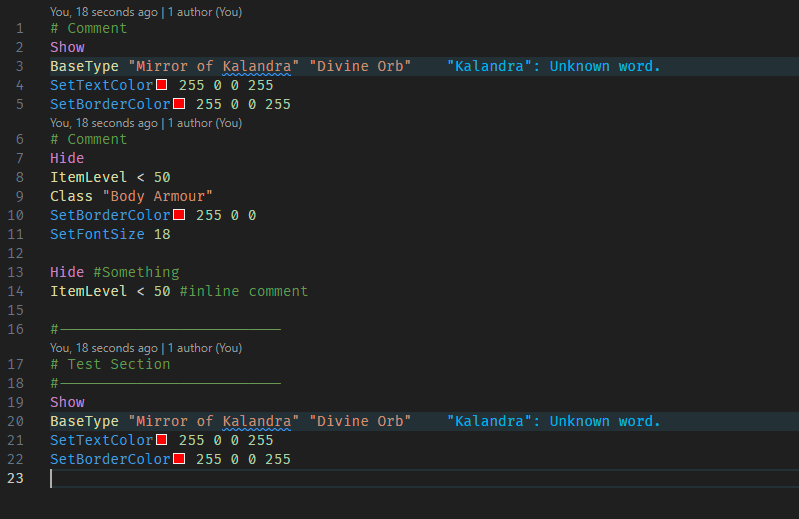 You, 18 seconds ago | 1 author (You)
1 # Comment
2 Show
3 BaseType "Mirror of Kalandra" "Divine Orb" "Kalandra": Unknown word.
4 SetTextColor 255 0 0 255
5 SetBorderColor 255 0 0 255
You, 18 seconds ago | 1 author (You)
6 # Comment
7 Hide
8 ItemLevel < 50
9 Class "Body Armour"
10 SetBorderColor 255 0 0
11 SetFontSize 18
12
13 Hide #Something
14 ItemLevel < 50 #inline comment
15
16 #--------------------------
You, 18 seconds ago | 1 author (You)
17 # Test Section
18 #--------------------------
19 Show
20 BaseType "Mirror of Kalandra" "Divine Orb" "Kalandra": Unknown word.
21 SetTextColor 255 0 0 255
22 SetBorderColor 255 0 0 255
23